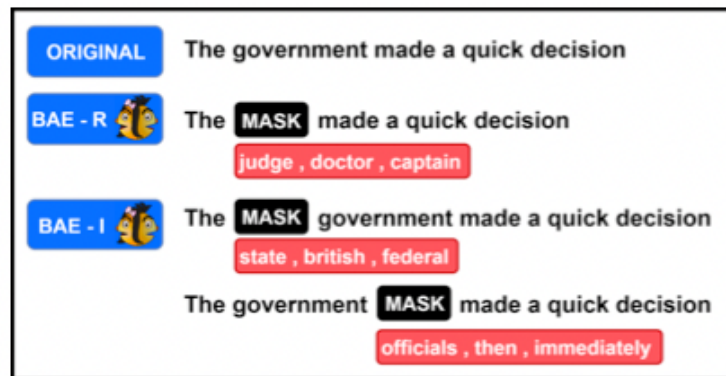 ORIGINAL The government made a quick decision
BAE - R The MASK made a quick decision
judge , doctor , captain
BAE - I The MASK government made a quick decision
state , british , federal
The government MASK made a quick decision
officials , then , immediately